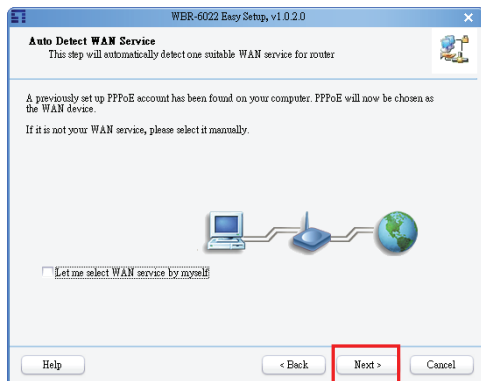 WBR-6022 Easy Setup, v1.0.2.0
Auto Detect WAN Service
This step will automatically detect one suitable WAN service for router
A previously set up PPPoE account has been found on your computer. PPPoE will now be chosen as
the WAN device.
If it is not your WAN service, please select it manually.
Let me select WAN service by myself
Help
< Back
Next >
Cancel